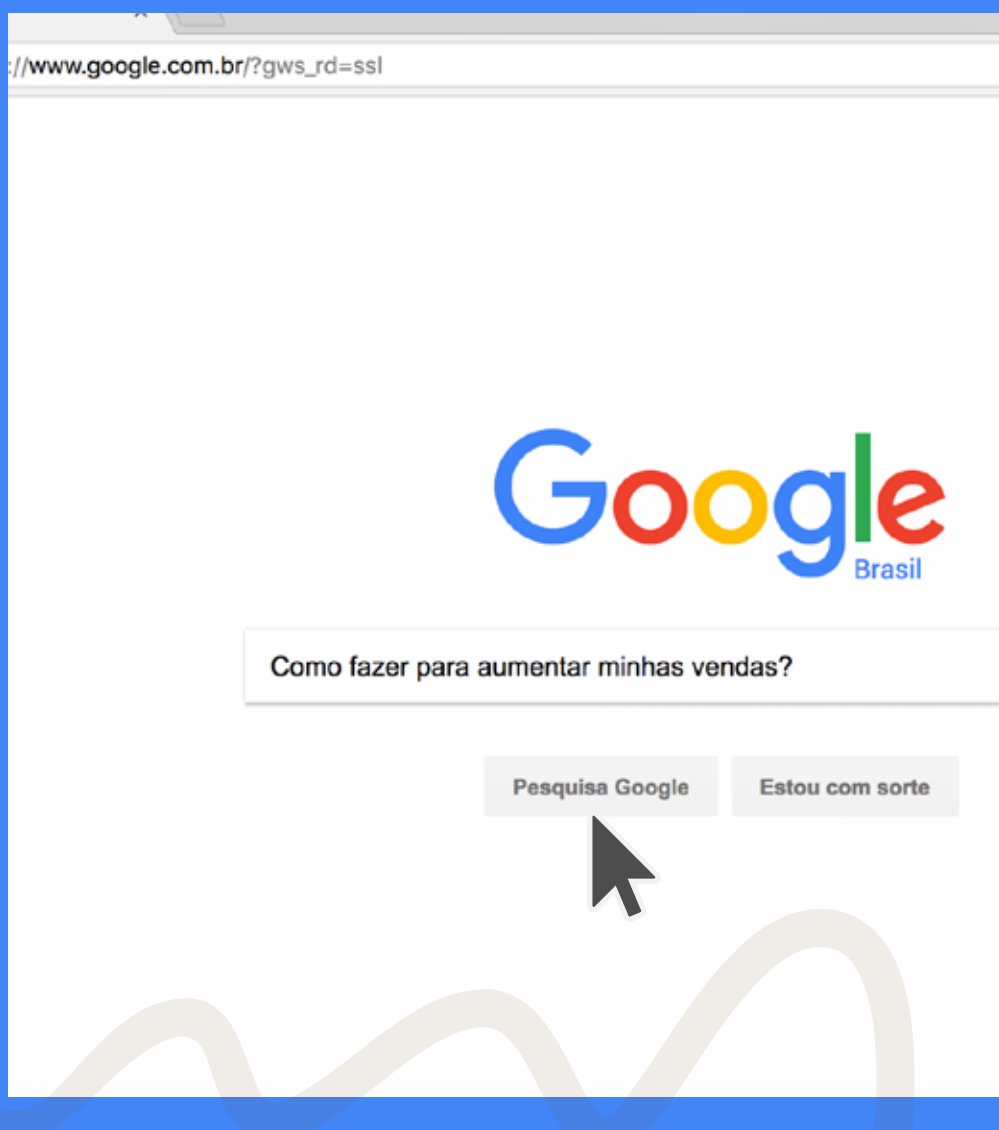 ://www.google.com.br/?gws_rd=ssl
Google
Brasil
Como fazer para aumentar minhas vendas?
Pesquisa Google
Estou com sorte